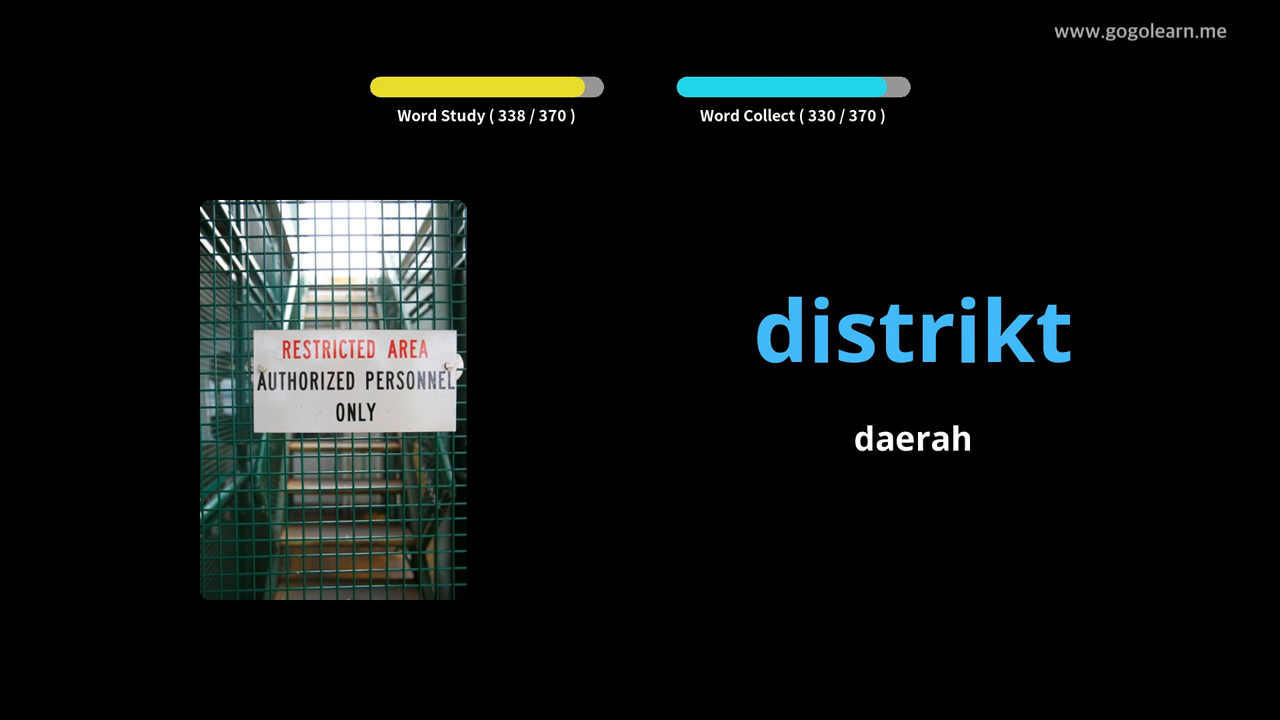 www.gogolearn.me
Word Study ( 338 / 370 )
Word Collect ( 330 / 370 )
RESTRICTED AREA
AUTHORIZED PERSONNEL
ONLY
distrikt
daerah